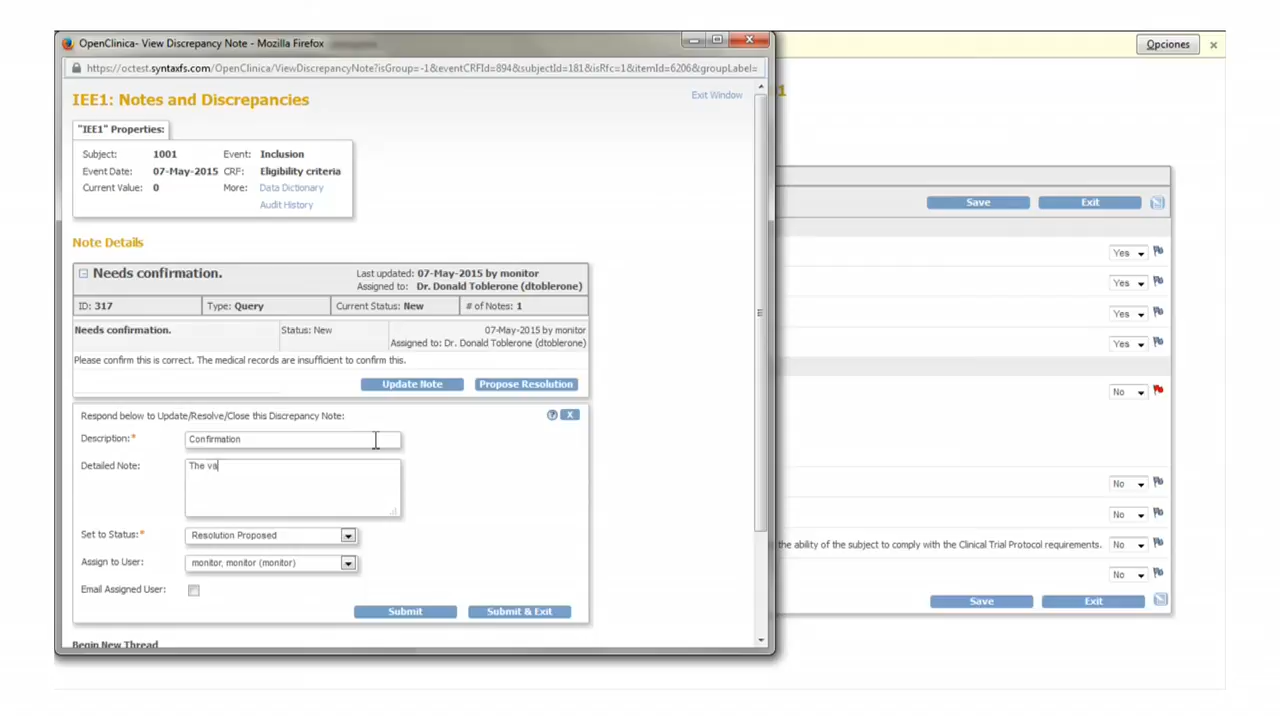 OpenClinica- View Discrepancy Note - Mozilla Firefox
Opciones
https://octest.syntaxfs.com/OpenClinica/ViewDiscrepancyNote?isGroup=-1&eventCRFId=894&subjectId=181&isRfc=1&itemId=6206&groupLabel=
IEE1: Notes and Discrepancies
Exit Window
1
"IEE1" Properties:
Subject: 1001 Event: Inclusion
Event Date: 07-May-2015 CRF: Eligibility criteria
Current Value: 0 More: Data Dictionary
Audit History
Note Details
Needs confirmation.
Last updated: 07-May-2015 by monitor
Assigned to: Dr. Donald Toblerone (dtoblerone)
ID: 317 Type: Query Current Status: New # of Notes: 1
Needs confirmation. Status: New 07-May-2015 by monitor
Assigned to: Dr. Donald Toblerone (dtoblerone)
Please confirm this is correct. The medical records are insufficient to confirm this.
Update Note Propose Resolution
Respond below to Update/Resolve/Close this Discrepancy Note: ? X
Description:* Confirmation
Detailed Note: The va
Set to Status:* Resolution Proposed
Assign to User: monitor, monitor (monitor)
Email Assigned User:
Submit Submit & Exit
Begin New Thread
Save Exit
Yes
Yes
Yes
Yes
No
No
No
the ability of the subject to comply with the Clinical Trial Protocol requirements. No
No
Save Exit